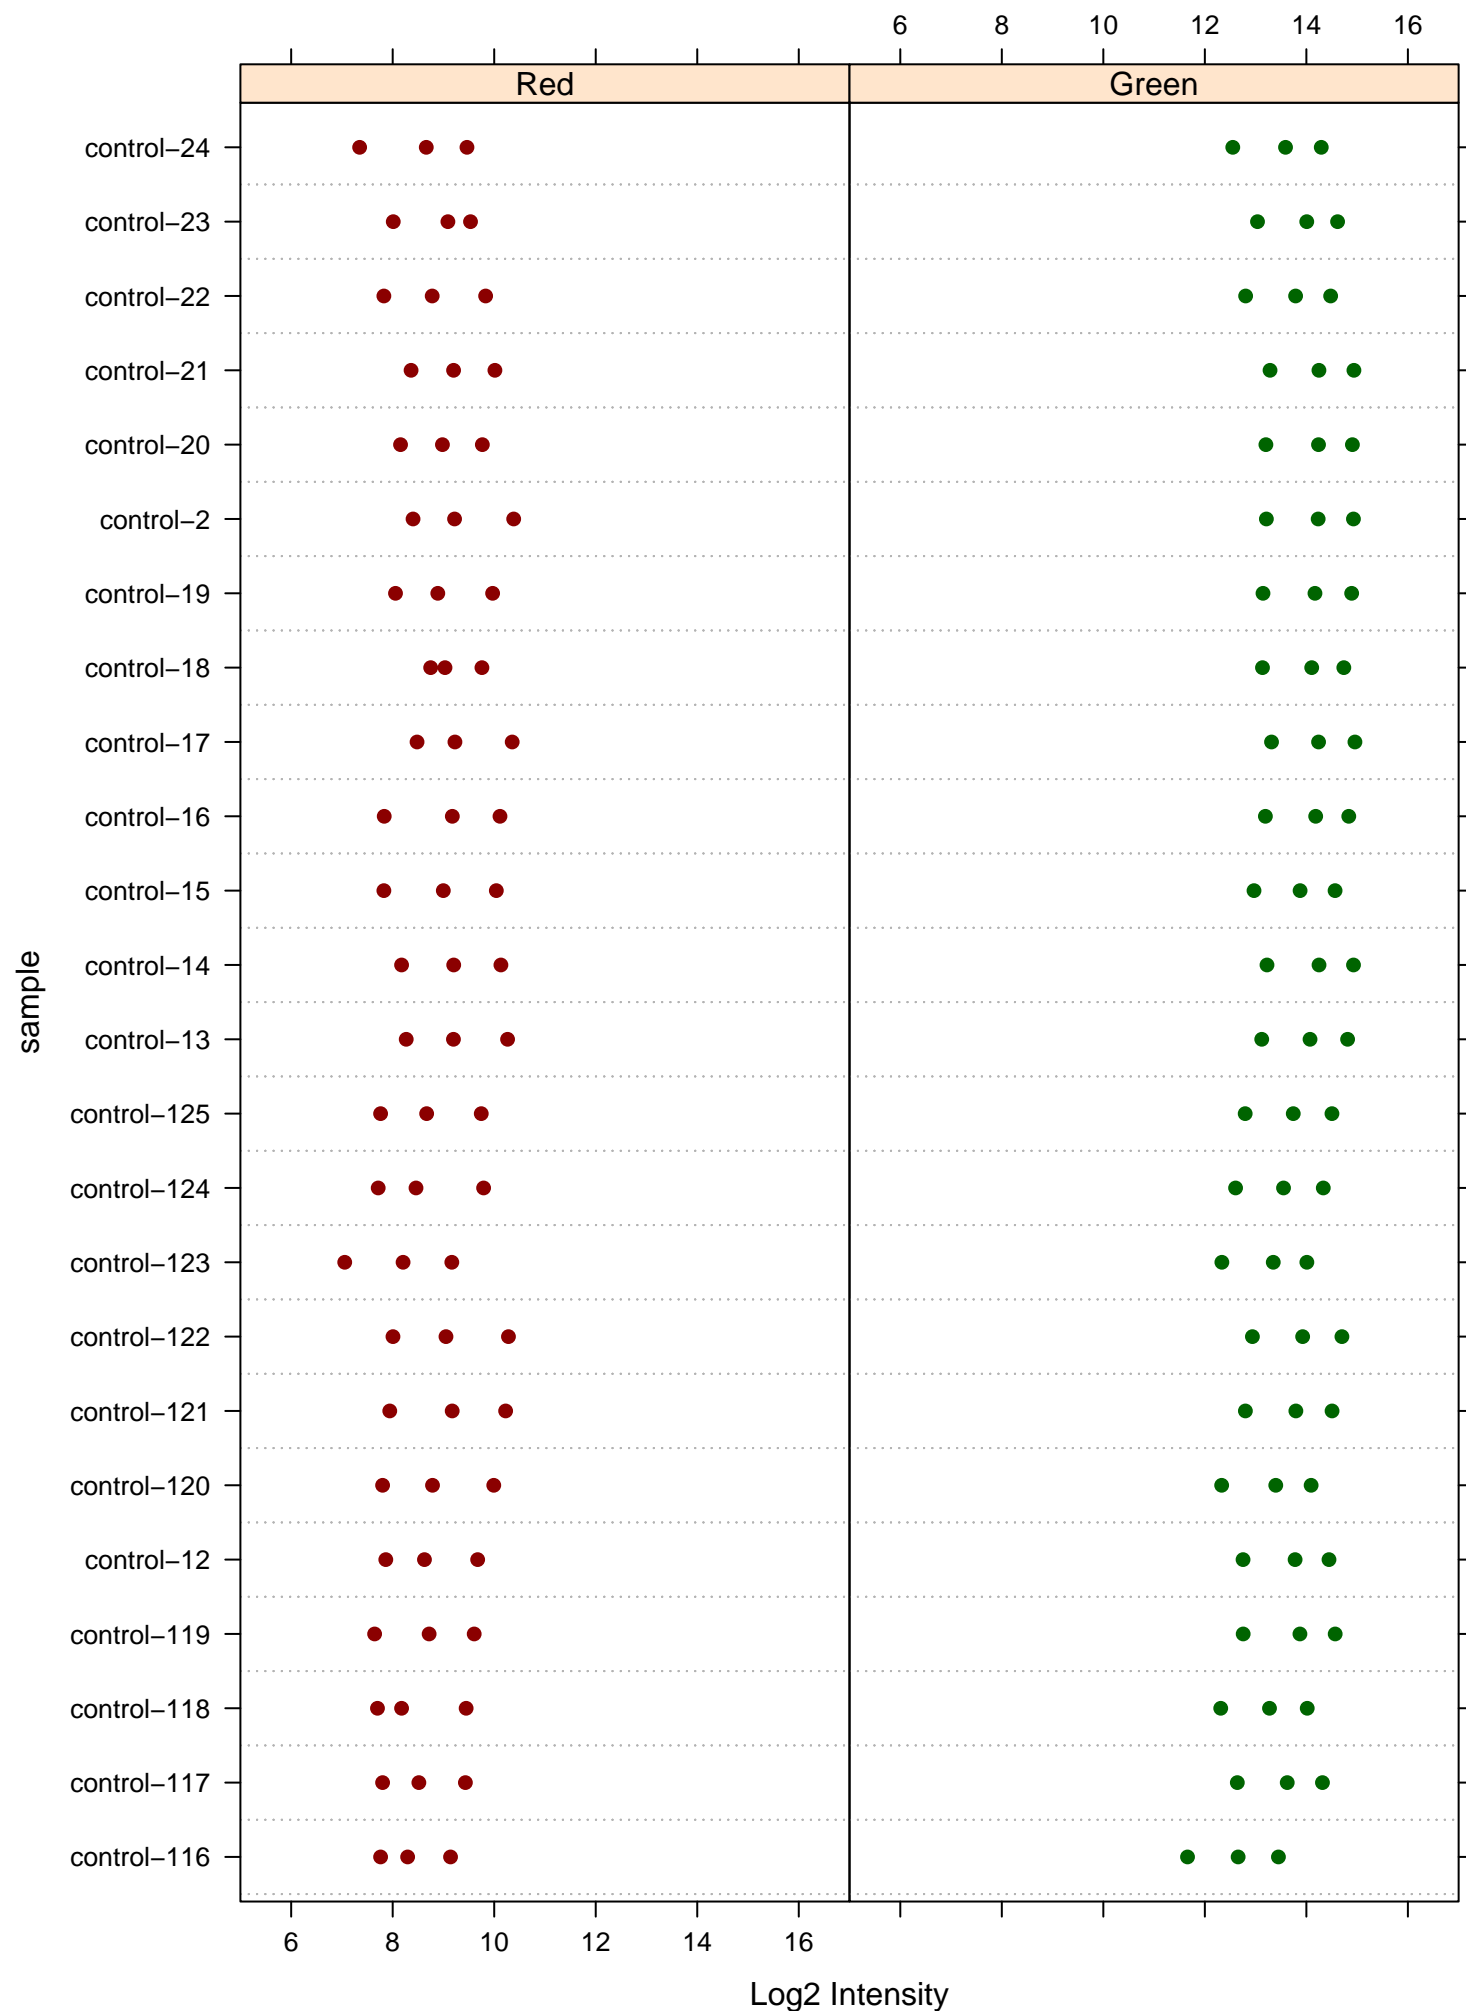 6 8 10 12 14 16
Red Green
control−24
control−23
control−22
control−21
control−20
control−2
control−19
control−18
control−17
control−16
control−15
control−14
control−13
control−125
control−124
control−123
control−122
control−121
control−120
control−12
control−119
control−118
control−117
control−116
sample
6 8 10 12 14 16
Log2 Intensity